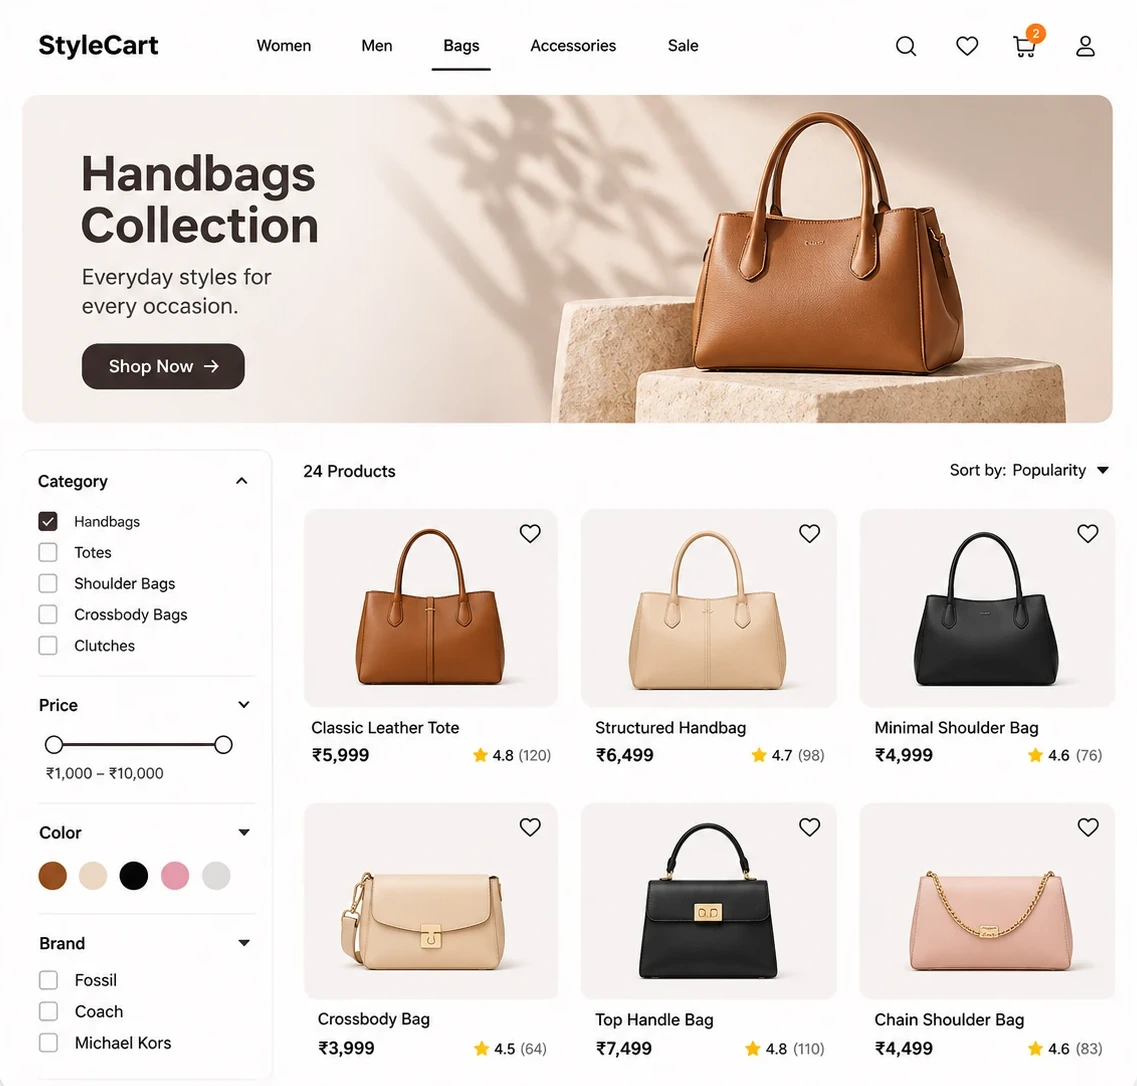 StyleCart
Women Men Bags Accessories Sale
2
Handbags
Collection
Everyday styles for
every occasion.
Shop Now →
Category
Handbags
Totes
Shoulder Bags
Crossbody Bags
Clutches
Price
₹1,000 – ₹10,000
Color
Brand
Fossil
Coach
Michael Kors
24 Products
Sort by: Popularity
Classic Leather Tote
₹5,999 4.8 (120)
Structured Handbag
₹6,499 4.7 (98)
Minimal Shoulder Bag
₹4,999 4.6 (76)
Crossbody Bag
₹3,999 4.5 (64)
Top Handle Bag
₹7,499 4.8 (110)
Chain Shoulder Bag
₹4,499 4.6 (83)